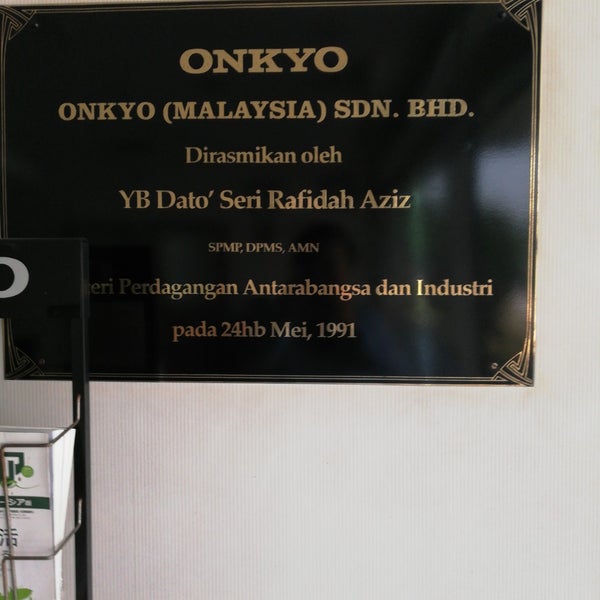 ONKYO
ONKYO (MALAYSIA) SDN. BHD.
Dirasmikan oleh
YB Dato' Seri Rafidah Aziz
SPMP, DPMS, AMN
Perdagangan Antarabangsa dan Industri
pada 24hb Mei, 1991
O
活